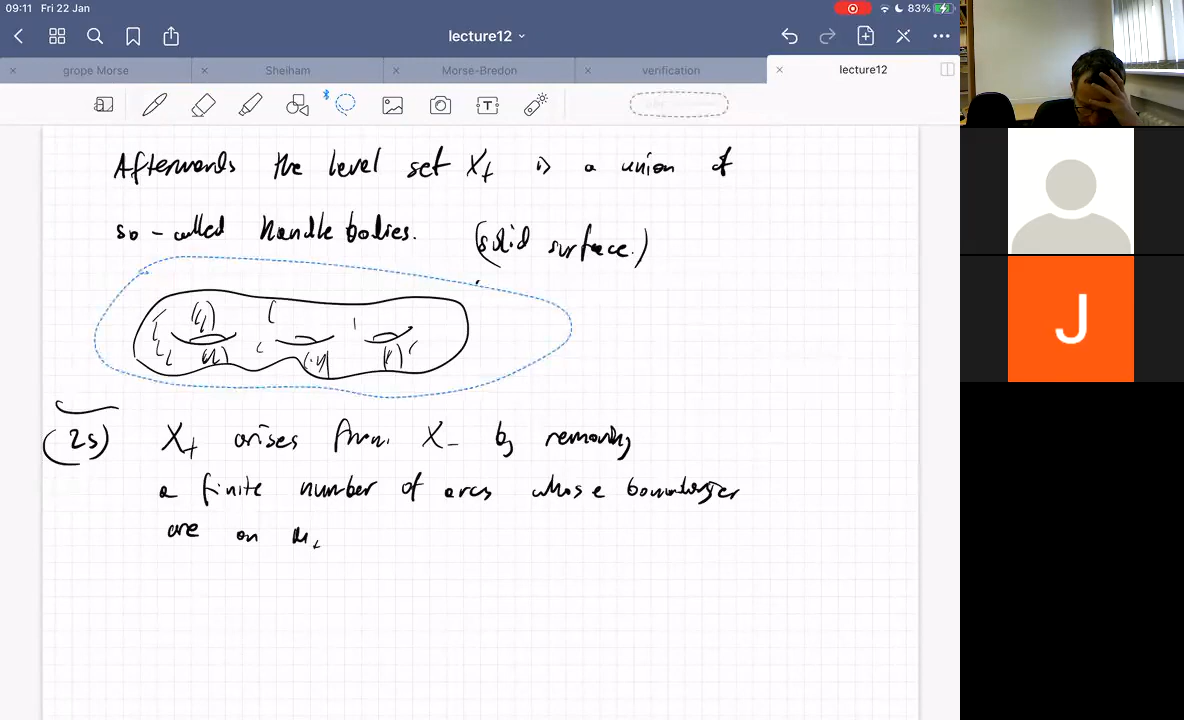 09:11 Fri 22 Jan
83%
lecture12
grope Morse
Sheiham
Morse-Bredon
venification
lecture12
Afterwards the level set X+ is a union of
so-called handle bodies. (solid surface.)
(2s) X+ arises from X- by removing
a finite number of arcs whose boundaries
are on
J